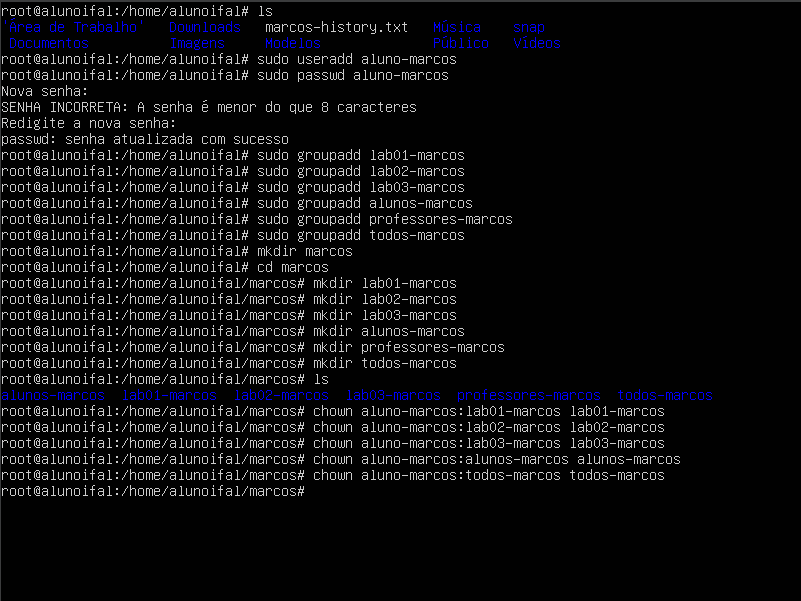 root@alunoifal:/home/alunoifal# ls
'Área de Trabalho'   Downloads   marcos-history.txt   Música    snap
 Documentos          Imagens     Modelos              Público   Vídeos
root@alunoifal:/home/alunoifal# sudo useradd aluno-marcos
root@alunoifal:/home/alunoifal# sudo passwd aluno-marcos
Nova senha:
SENHA INCORRETA: A senha é menor do que 8 caracteres
Redigite a nova senha:
passwd: senha atualizada com sucesso
root@alunoifal:/home/alunoifal# sudo groupadd lab01-marcos
root@alunoifal:/home/alunoifal# sudo groupadd lab02-marcos
root@alunoifal:/home/alunoifal# sudo groupadd lab03-marcos
root@alunoifal:/home/alunoifal# sudo groupadd alunos-marcos
root@alunoifal:/home/alunoifal# sudo groupadd professores-marcos
root@alunoifal:/home/alunoifal# sudo groupadd todos-marcos
root@alunoifal:/home/alunoifal# mkdir marcos
root@alunoifal:/home/alunoifal# cd marcos
root@alunoifal:/home/alunoifal/marcos# mkdir lab01-marcos
root@alunoifal:/home/alunoifal/marcos# mkdir lab02-marcos
root@alunoifal:/home/alunoifal/marcos# mkdir lab03-marcos
root@alunoifal:/home/alunoifal/marcos# mkdir alunos-marcos
root@alunoifal:/home/alunoifal/marcos# mkdir professores-marcos
root@alunoifal:/home/alunoifal/marcos# mkdir todos-marcos
root@alunoifal:/home/alunoifal/marcos# ls
alunos-marcos  lab01-marcos  lab02-marcos  lab03-marcos  professores-marcos  todos-marcos
root@alunoifal:/home/alunoifal/marcos# chown aluno-marcos:lab01-marcos lab01-marcos
root@alunoifal:/home/alunoifal/marcos# chown aluno-marcos:lab02-marcos lab02-marcos
root@alunoifal:/home/alunoifal/marcos# chown aluno-marcos:lab03-marcos lab03-marcos
root@alunoifal:/home/alunoifal/marcos# chown aluno-marcos:alunos-marcos alunos-marcos
root@alunoifal:/home/alunoifal/marcos# chown aluno-marcos:todos-marcos todos-marcos
root@alunoifal:/home/alunoifal/marcos#